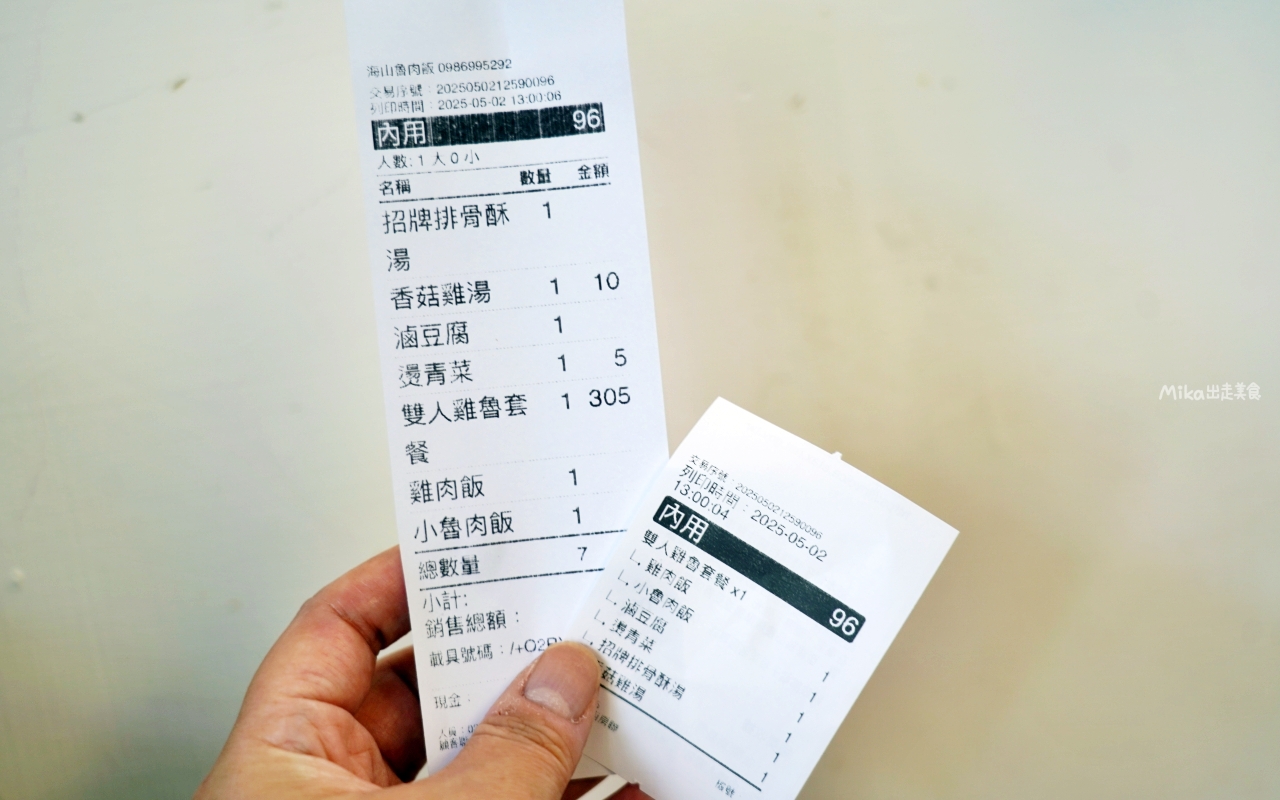 海山魯肉飯 0986995292
交易序號：2025050212590096
列印時間：2025-05-02 13:00:06
內用 96
人數: 1 大 0 小
名稱 數量 金額
招牌排骨酥 1
湯
香菇雞湯 1 10
滷豆腐 1
燙青菜 1 5
雙人雞魯套 1 305
餐
雞肉飯 1
小魯肉飯 1
總數量 7
小計:
銷售總額：
載具號碼：/+O2P
現金：
人員：
交易序號：2025050212590096
列印時間：2025-05-02
13:00:04
內用 96
雙人雞魯套餐 x1
雞肉飯 1
小魯肉飯 1
滷豆腐 1
燙青菜 1
招牌排骨酥湯 1
菇雞湯 1
Mika出走美食